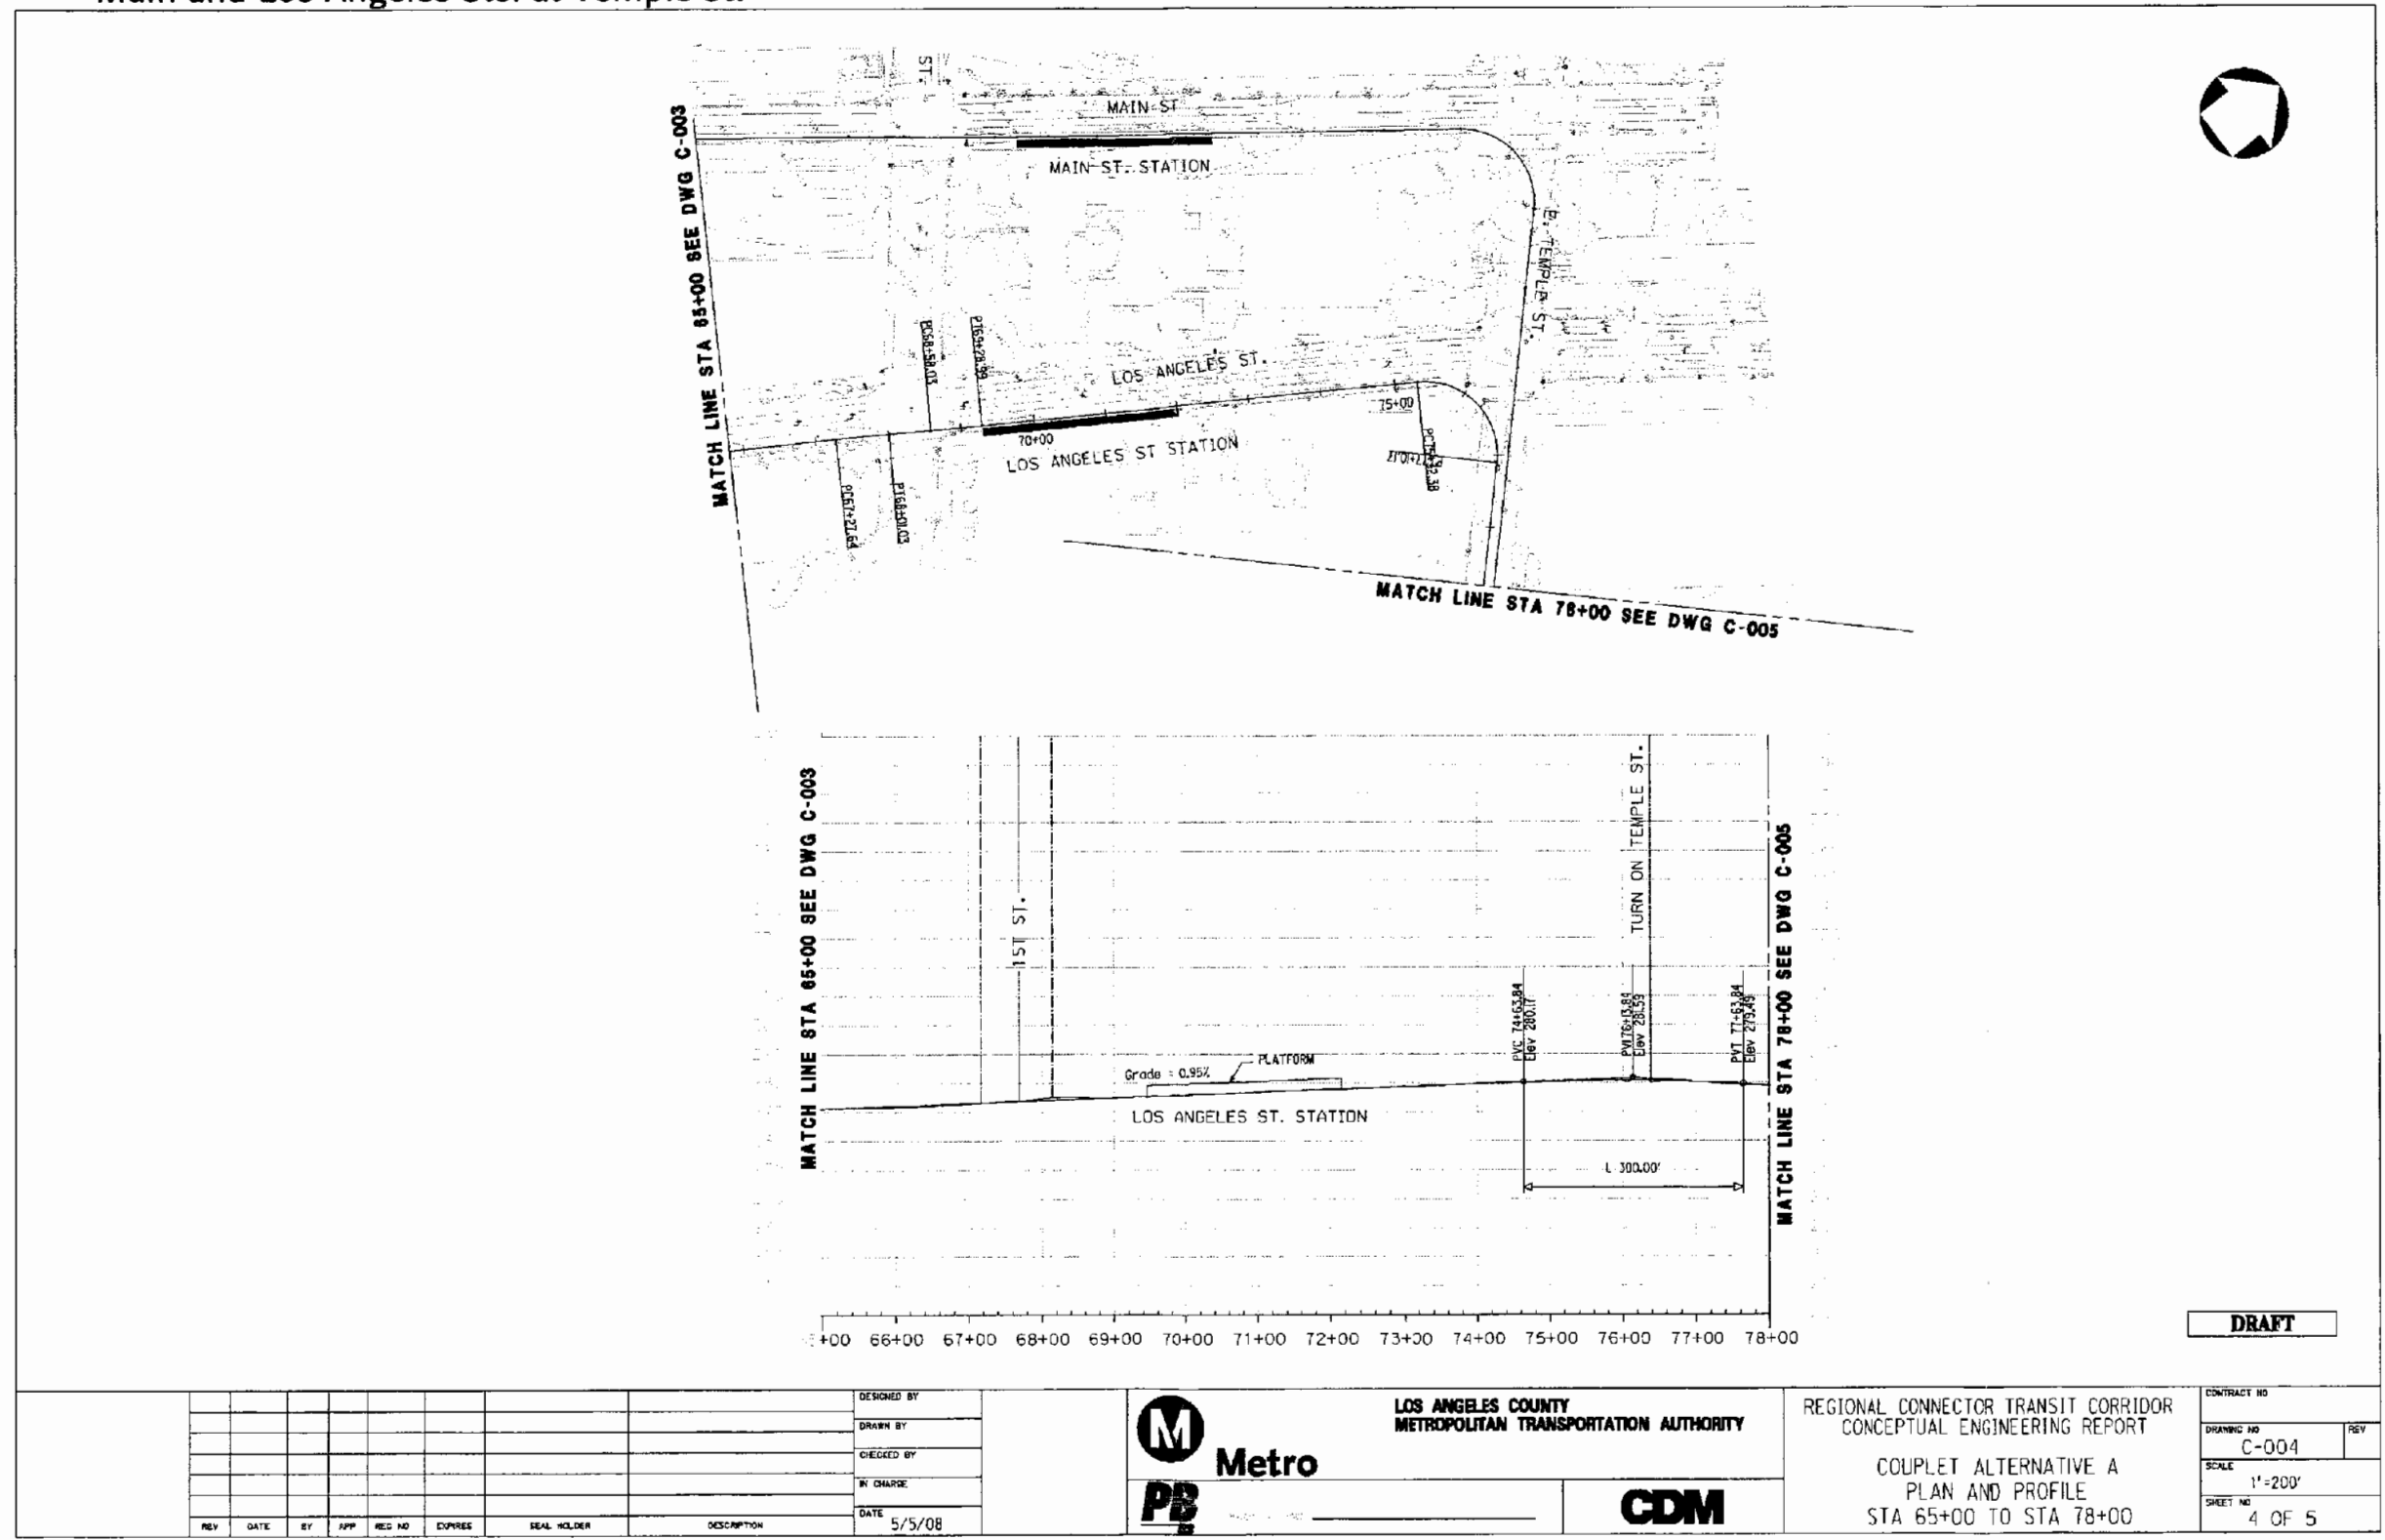 ST.
MAIN ST
MAIN ST. STATION
MATCH LINE STA 65+00 SEE DWG C-003
E. TEMPLE ST.
PC68+58.03
PT69+28.99
LOS ANGELES ST.
75+00
70+00
LOS ANGELES ST STATION
PC67+27.64
PT68+01.03
MATCH LINE STA 78+00 SEE DWG C-005
MATCH LINE STA 65+00 SEE DWG C-003
1ST ST.
TURN ON TEMPLE ST.
MATCH LINE STA 78+00 SEE DWG C-005
PVC 74+63.84
Elev 280.17
PVI 76+13.84
Elev 281.59
PVT 77+63.84
Elev 279.49
PLATFORM
Grade = 0.95%
LOS ANGELES ST. STATION
L 300.00'
+00 66+00 67+00 68+00 69+00 70+00 71+00 72+00 73+00 74+00 75+00 76+00 77+00 78+00
DRAFT
REV DATE BY APP REG NO EXPIRES SEAL HOLDER DESCRIPTION
DESIGNED BY
DRAWN BY
CHECKED BY
IN CHARGE
DATE
5/5/08
M
Metro
LOS ANGELES COUNTY
METROPOLITAN TRANSPORTATION AUTHORITY
PB
CDM
REGIONAL CONNECTOR TRANSIT CORRIDOR
CONCEPTUAL ENGINEERING REPORT
COUPLET ALTERNATIVE A
PLAN AND PROFILE
STA 65+00 TO STA 78+00
CONTRACT NO
DRAWING NO
C-004
REV
SCALE
1"=200'
SHEET NO
4 OF 5